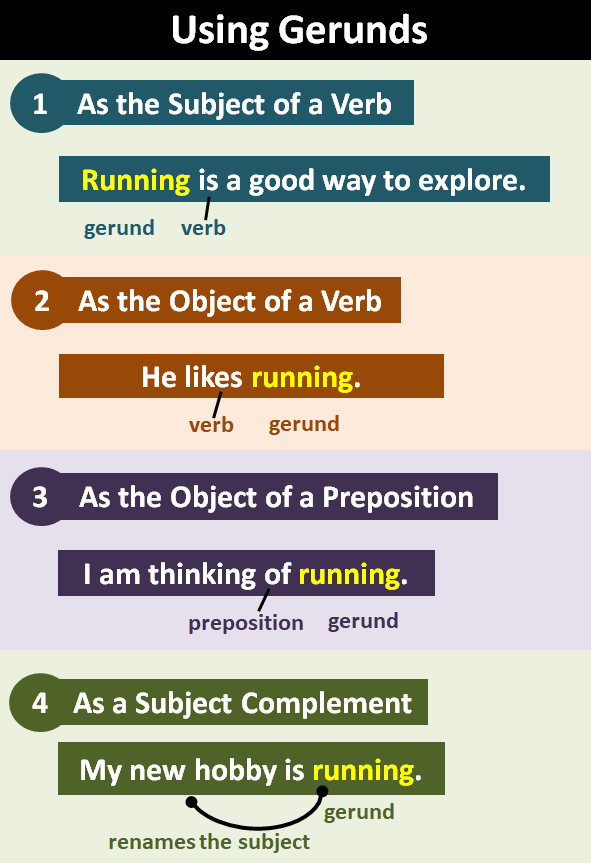 Using Gerunds
1 As the Subject of a Verb
Running is a good way to explore.
gerund verb
2 As the Object of a Verb
He likes running.
verb gerund
3 As the Object of a Preposition
I am thinking of running.
preposition gerund
4 As a Subject Complement
My new hobby is running.
gerund
renames the subject